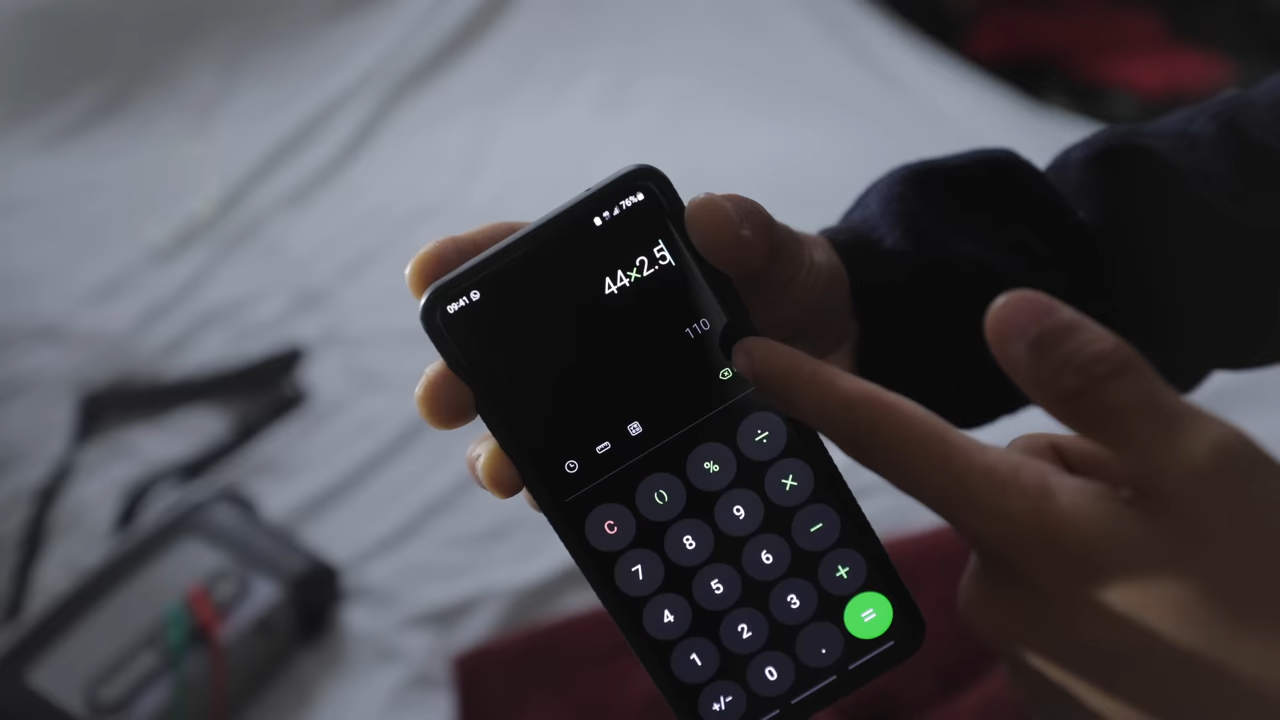 09:41 76%
44×2.5
110
C () % ÷
7 8 9 ×
4 5 6 −
1 2 3 +
+/- 0 . =